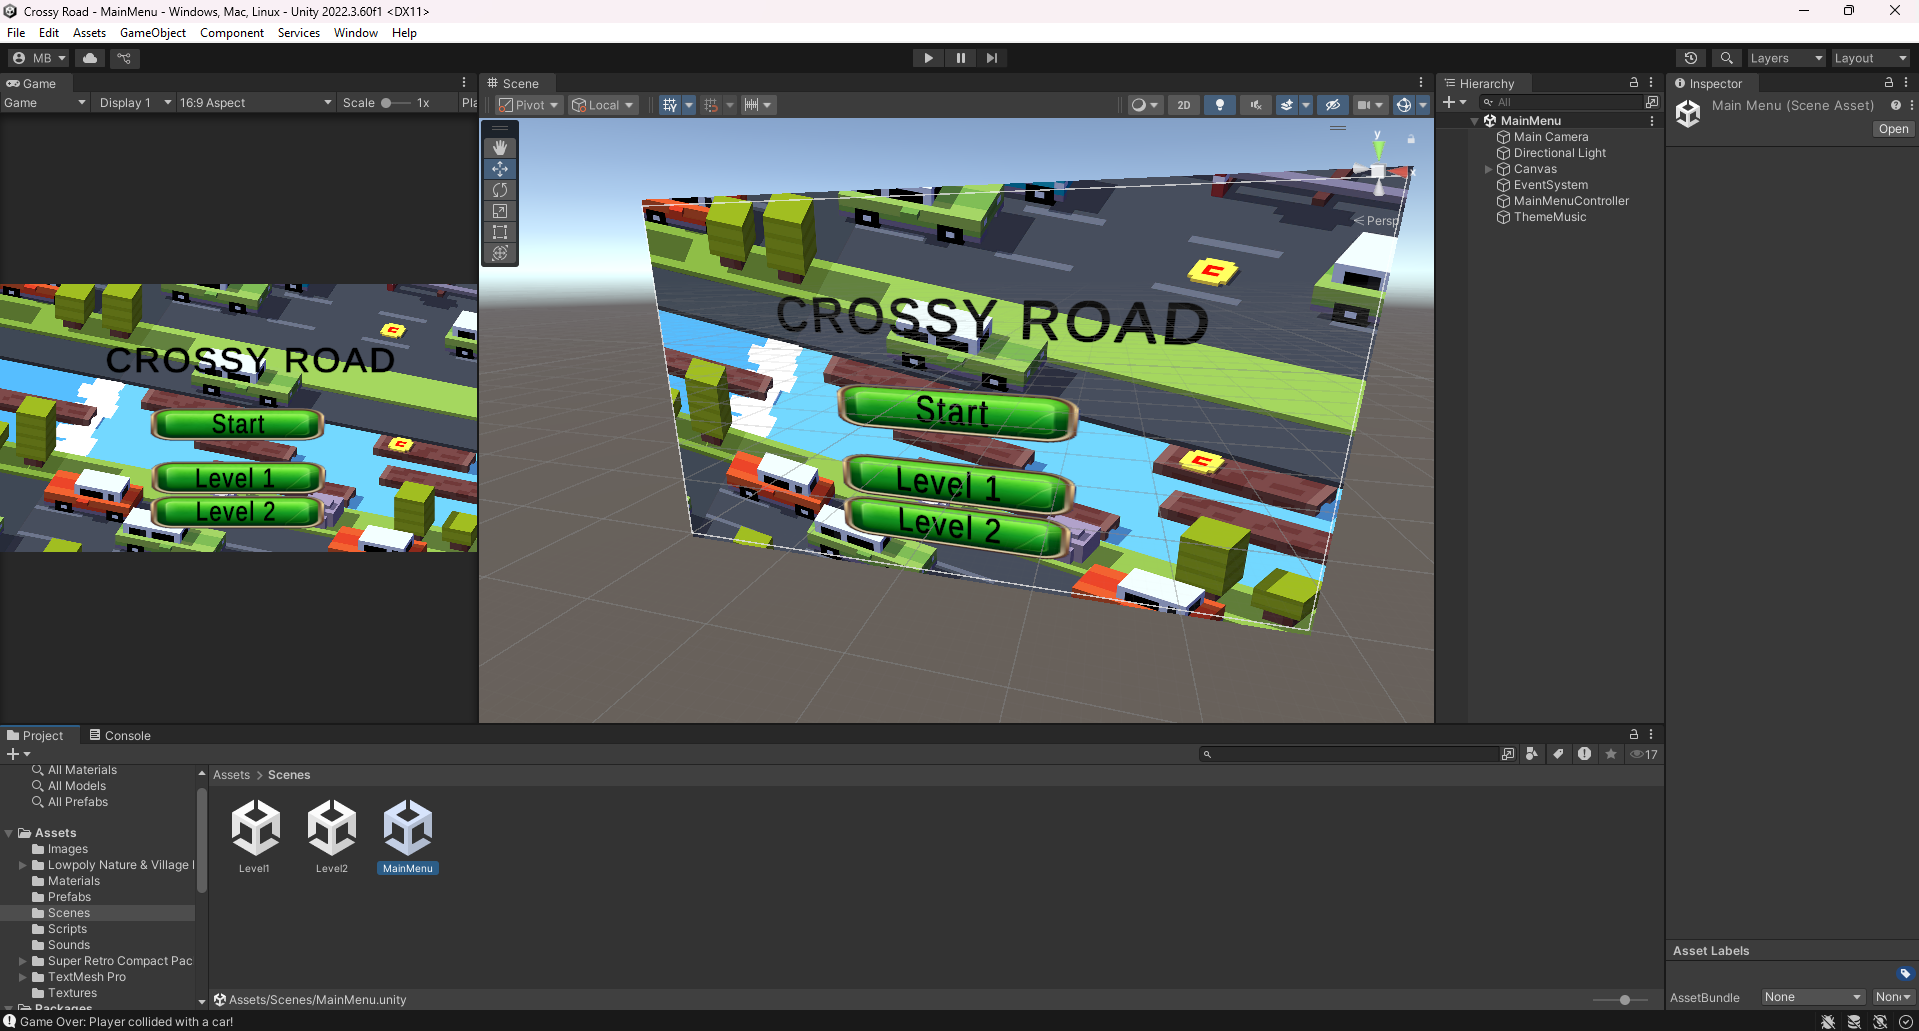 Crossy Road - MainMenu - Windows, Mac, Linux - Unity 2022.3.60f1 <DX11>
File Edit Assets GameObject Component Services Window Help
MB
Layers Layout
Game
Game Display 1 16:9 Aspect Scale 1x
CROSSY ROAD
Start
Level 1
Level 2
Scene
Pivot Local 2D
y
x
Persp
CROSSY ROAD
Start
Level 1
Level 2
Hierarchy
All
MainMenu
Main Camera
Directional Light
Canvas
EventSystem
MainMenuController
ThemeMusic
Inspector
Main Menu (Scene Asset)
Open
Project Console
17
All Materials
All Models
All Prefabs
Assets
Images
Lowpoly Nature & Village
Materials
Prefabs
Scenes
Scripts
Sounds
Super Retro Compact Pac
TextMesh Pro
Textures
Packages
Assets > Scenes
Level1 Level2 MainMenu
Assets/Scenes/MainMenu.unity
Asset Labels
AssetBundle None None
Game Over: Player collided with a car!